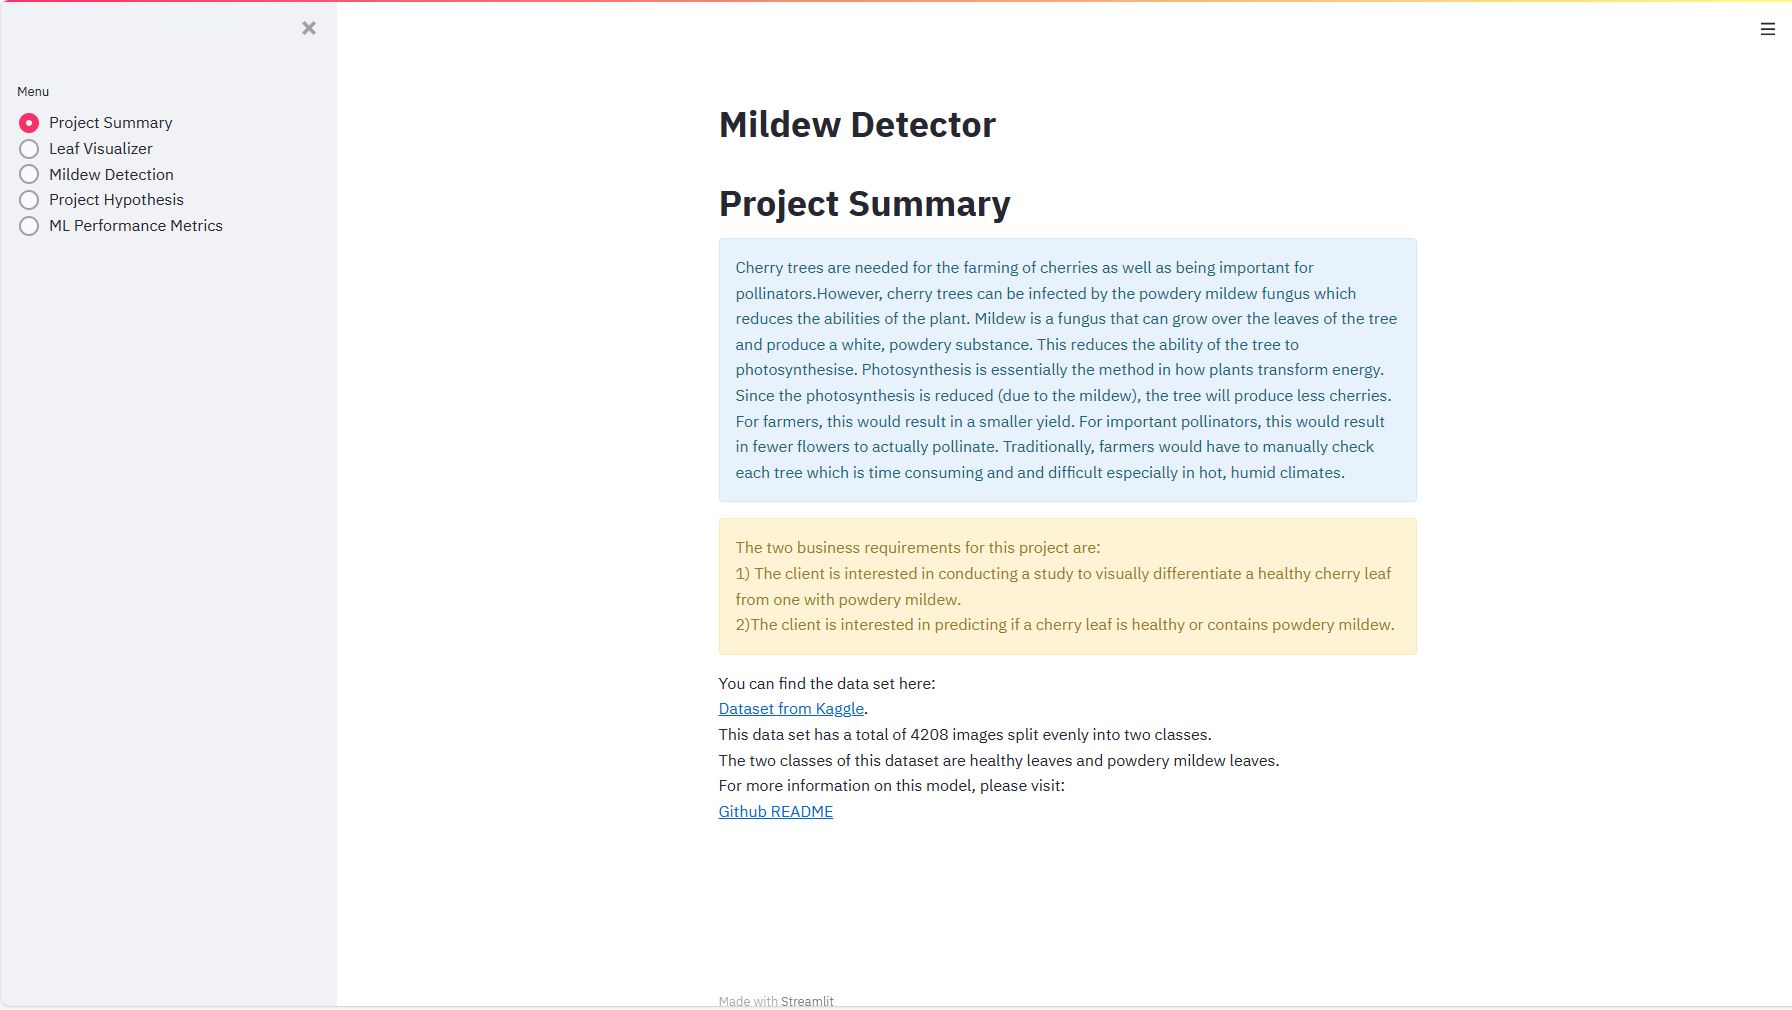 Menu
Project Summary
Leaf Visualizer
Mildew Detection
Project Hypothesis
ML Performance Metrics
Mildew Detector
Project Summary
Cherry trees are needed for the farming of cherries as well as being important for
pollinators.However, cherry trees can be infected by the powdery mildew fungus which
reduces the abilities of the plant. Mildew is a fungus that can grow over the leaves of the tree
and produce a white, powdery substance. This reduces the ability of the tree to
photosynthesise. Photosynthesis is essentially the method in how plants transform energy.
Since the photosynthesis is reduced (due to the mildew), the tree will produce less cherries.
For farmers, this would result in a smaller yield. For important pollinators, this would result
in fewer flowers to actually pollinate. Traditionally, farmers would have to manually check
each tree which is time consuming and and difficult especially in hot, humid climates.
The two business requirements for this project are:
1) The client is interested in conducting a study to visually differentiate a healthy cherry leaf
from one with powdery mildew.
2)The client is interested in predicting if a cherry leaf is healthy or contains powdery mildew.
You can find the data set here:
Dataset from Kaggle.
This data set has a total of 4208 images split evenly into two classes.
The two classes of this dataset are healthy leaves and powdery mildew leaves.
For more information on this model, please visit:
Github README
Made with Streamlit